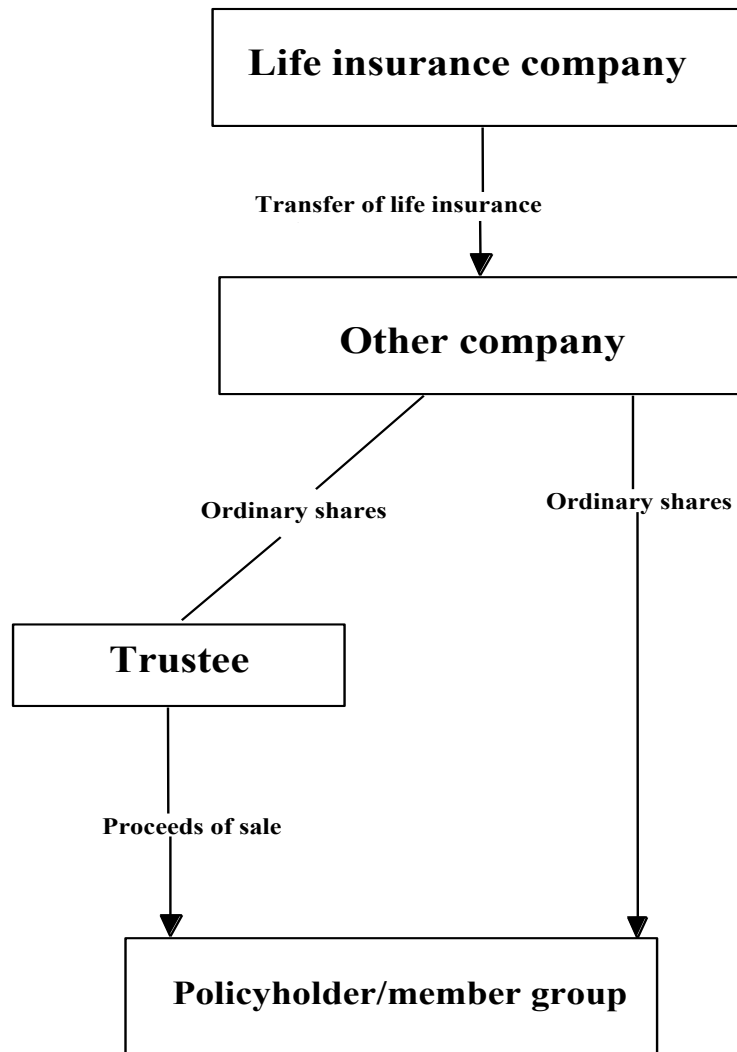 Life insurance company
Transfer of life insurance
Other company
Ordinary shares
Ordinary shares
Trustee
Proceeds of sale
Policyholder/member group